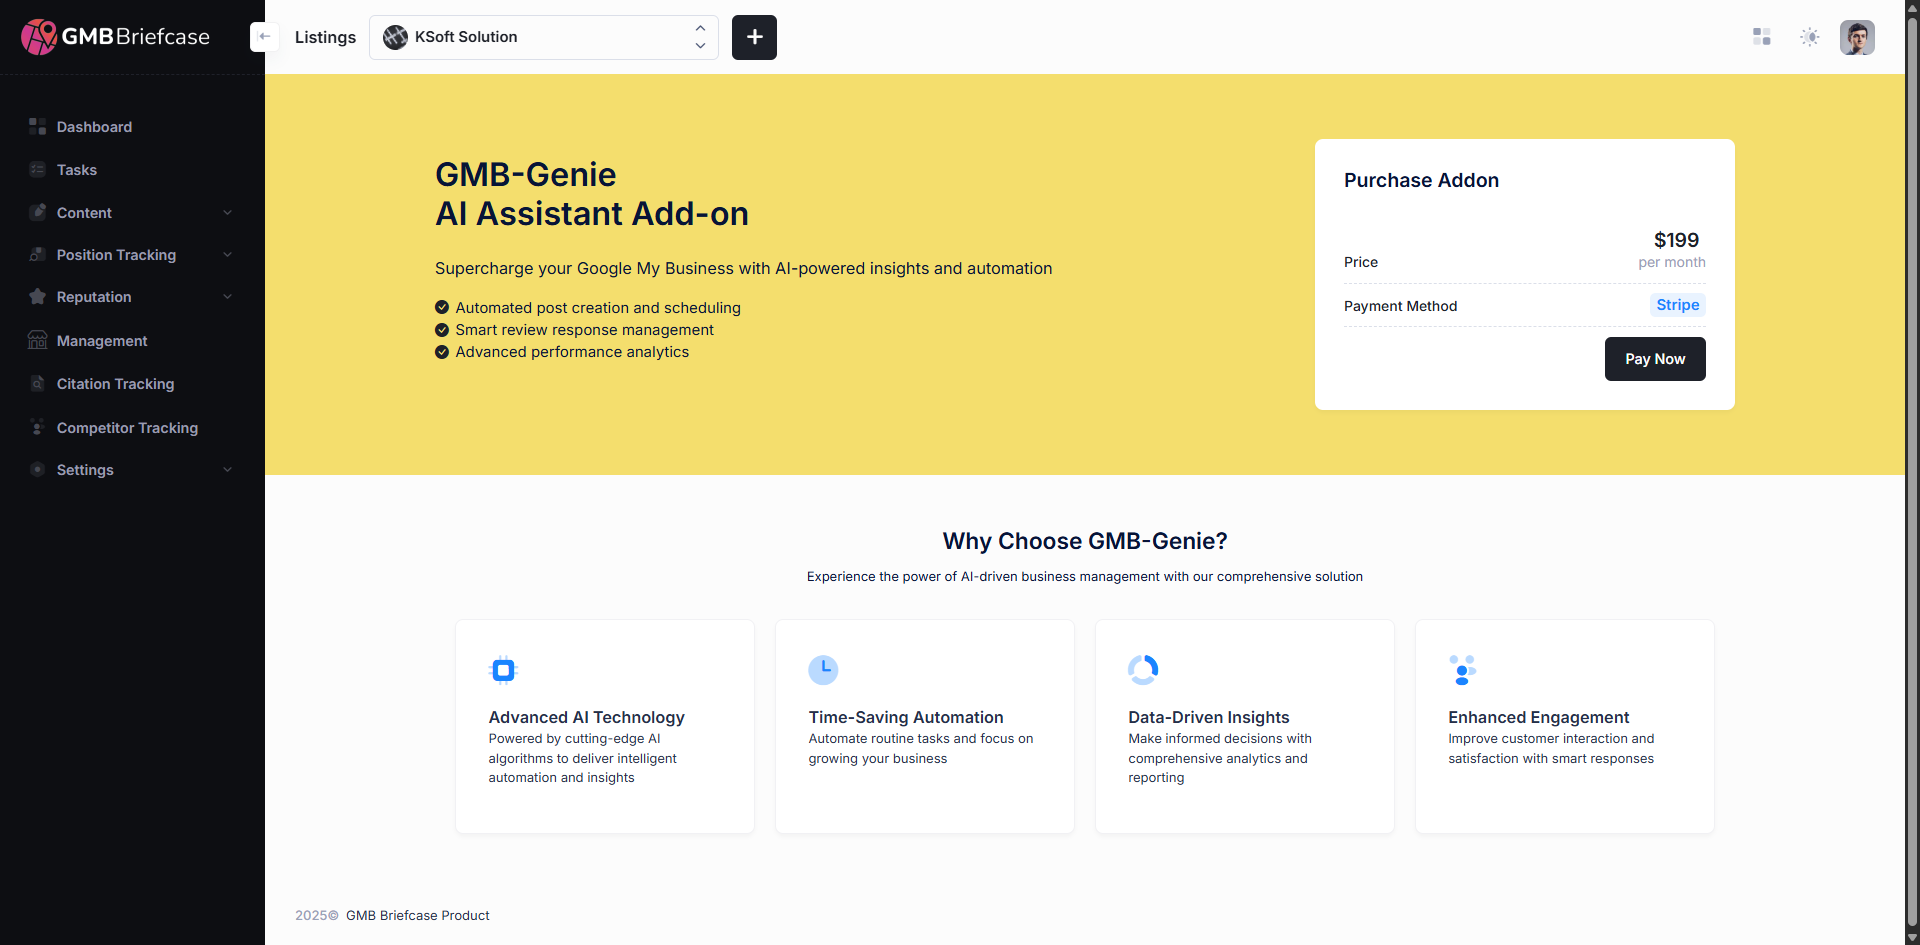 GMBBriefcase
Listings
KSoft Solution
Dashboard
Tasks
Content
Position Tracking
Reputation
Management
Citation Tracking
Competitor Tracking
Settings
GMB-Genie
AI Assistant Add-on
Supercharge your Google My Business with AI-powered insights and automation
Automated post creation and scheduling
Smart review response management
Advanced performance analytics
Purchase Addon
Price
$199
per month
Payment Method
Stripe
Pay Now
Why Choose GMB-Genie?
Experience the power of AI-driven business management with our comprehensive solution
Advanced AI Technology
Powered by cutting-edge AI
algorithms to deliver intelligent
automation and insights
Time-Saving Automation
Automate routine tasks and focus on
growing your business
Data-Driven Insights
Make informed decisions with
comprehensive analytics and
reporting
Enhanced Engagement
Improve customer interaction and
satisfaction with smart responses
2025© GMB Briefcase Product